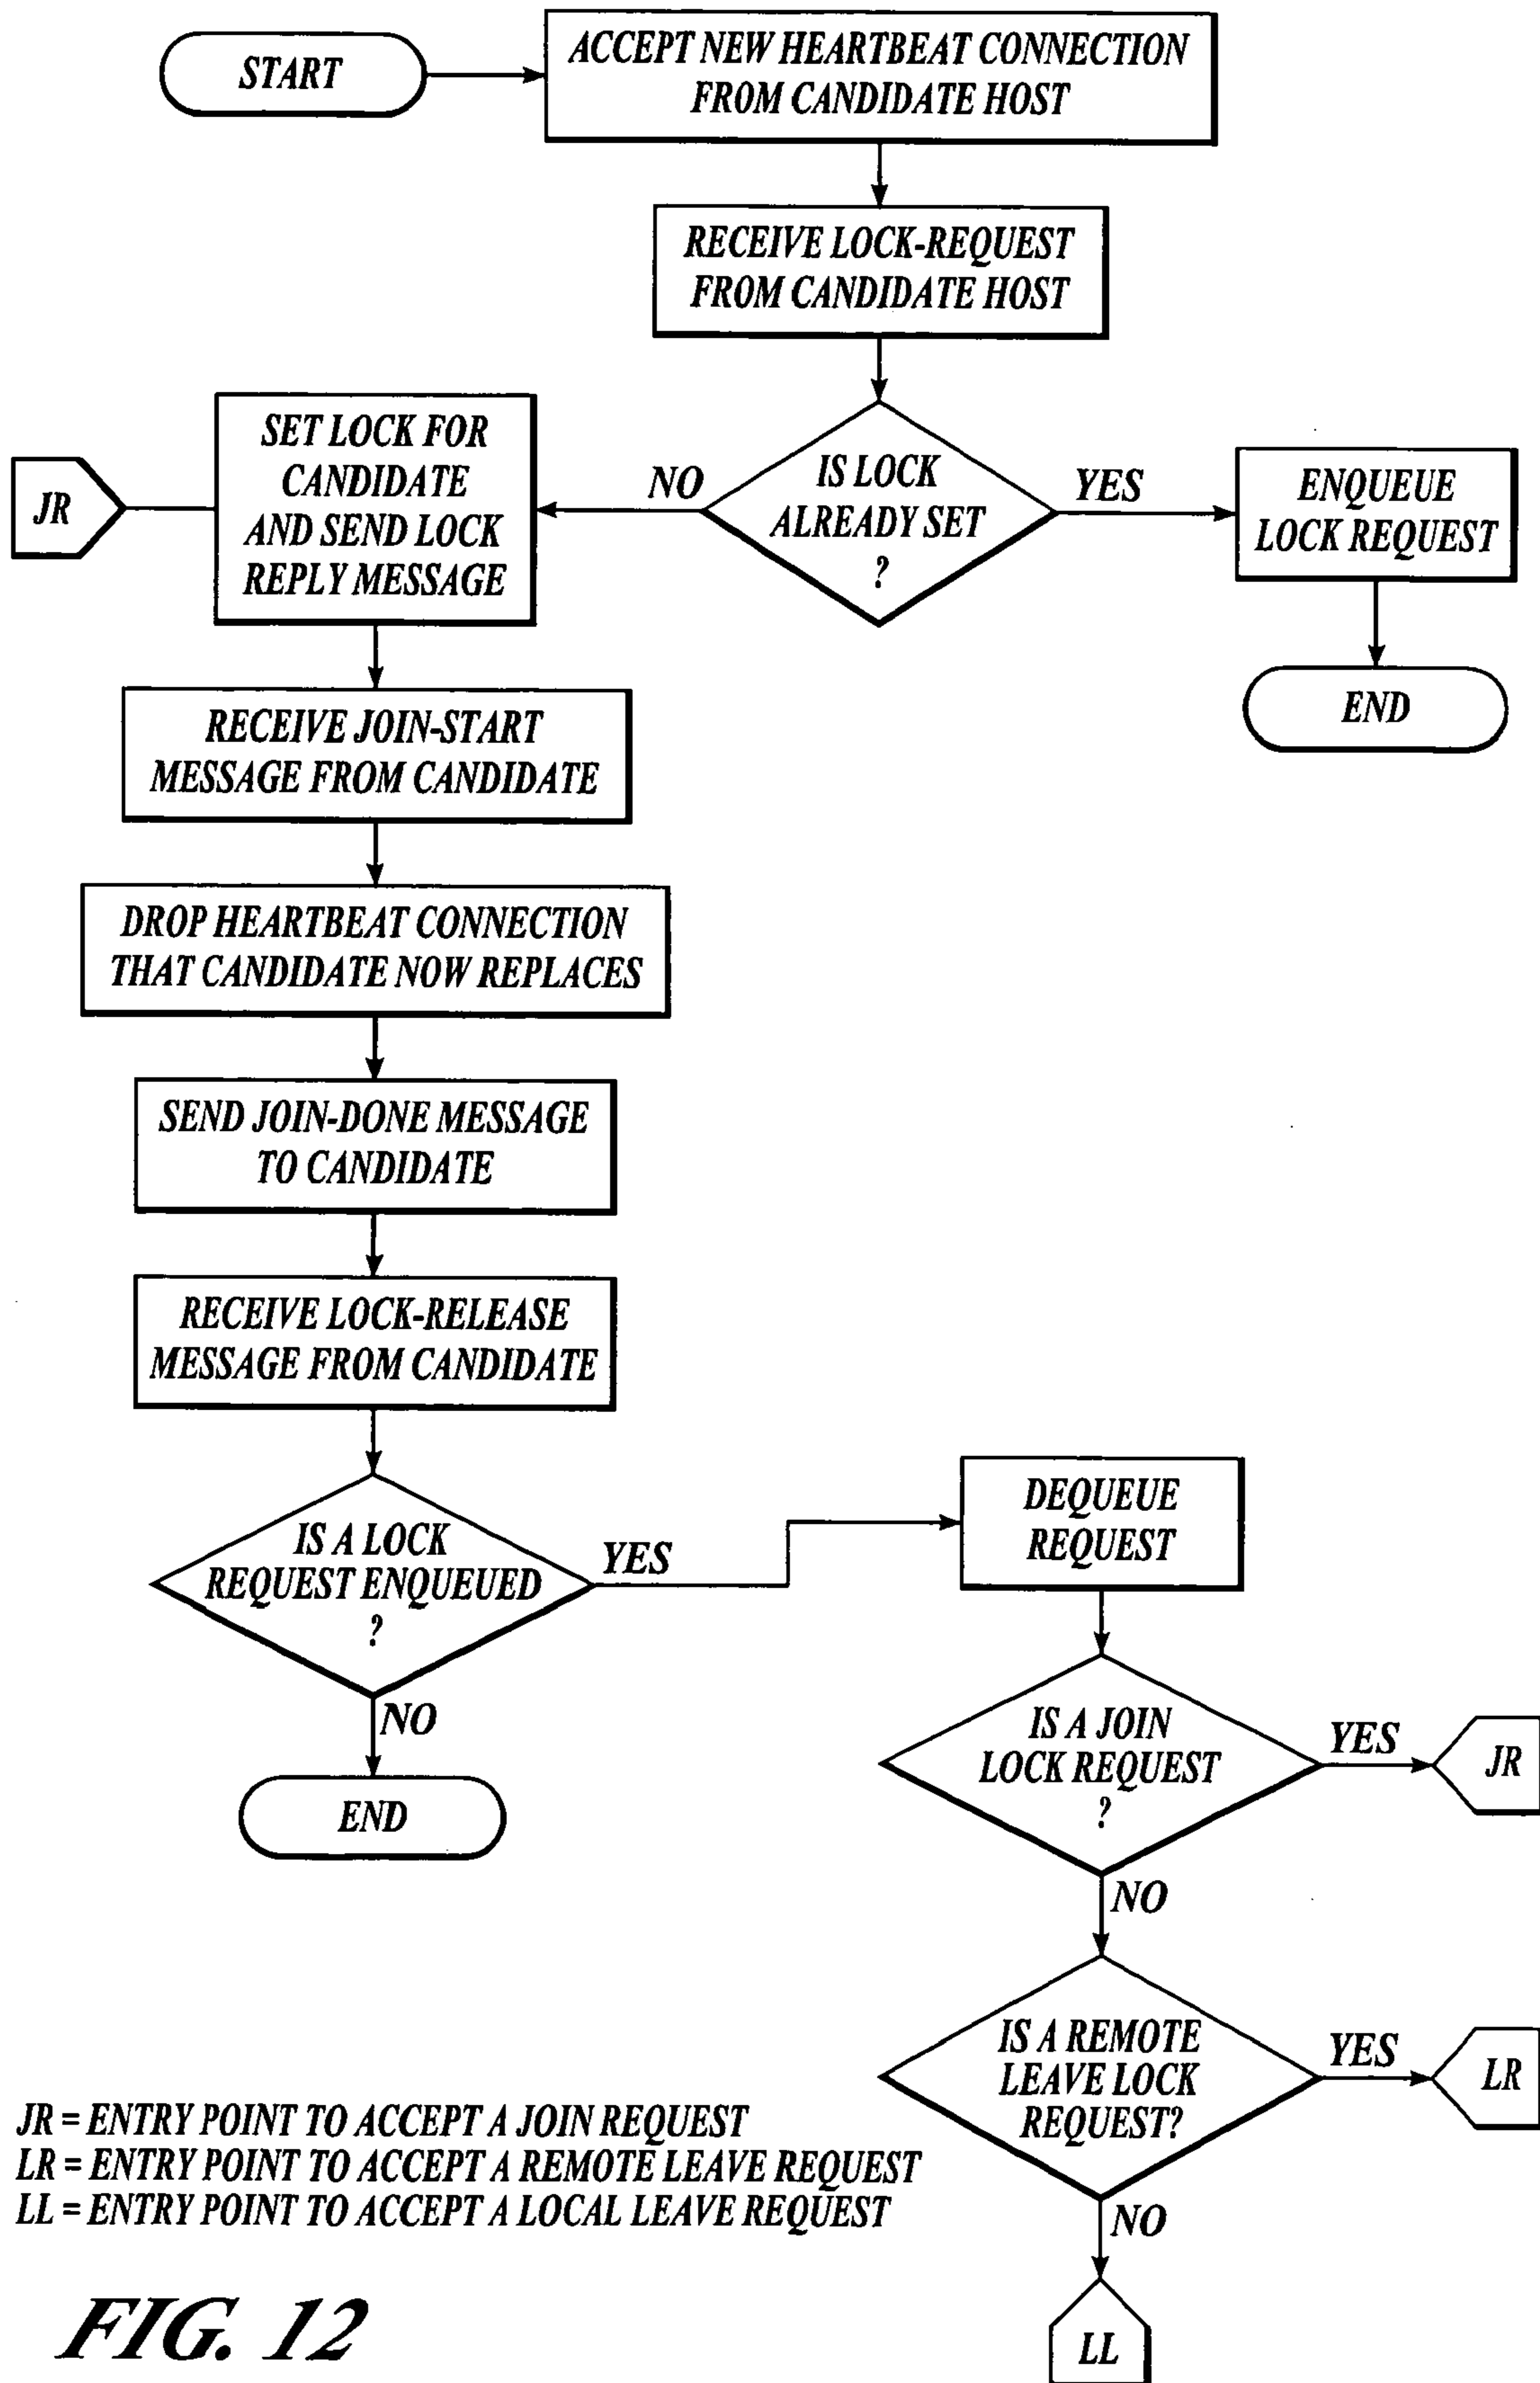 START
ACCEPT NEW HEARTBEAT CONNECTION
FROM CANDIDATE HOST
RECEIVE LOCK-REQUEST
FROM CANDIDATE HOST
IS LOCK
ALREADY SET
?
NO
YES
ENQUEUE
LOCK REQUEST
END
JR
SET LOCK FOR
CANDIDATE
AND SEND LOCK
REPLY MESSAGE
RECEIVE JOIN-START
MESSAGE FROM CANDIDATE
DROP HEARTBEAT CONNECTION
THAT CANDIDATE NOW REPLACES
SEND JOIN-DONE MESSAGE
TO CANDIDATE
RECEIVE LOCK-RELEASE
MESSAGE FROM CANDIDATE
IS A LOCK
REQUEST ENQUEUED
?
YES
NO
END
DEQUEUE
REQUEST
IS A JOIN
LOCK REQUEST
?
YES
JR
NO
IS A REMOTE
LEAVE LOCK
REQUEST?
YES
LR
NO
LL
JR = ENTRY POINT TO ACCEPT A JOIN REQUEST
LR = ENTRY POINT TO ACCEPT A REMOTE LEAVE REQUEST
LL = ENTRY POINT TO ACCEPT A LOCAL LEAVE REQUEST
FIG. 12